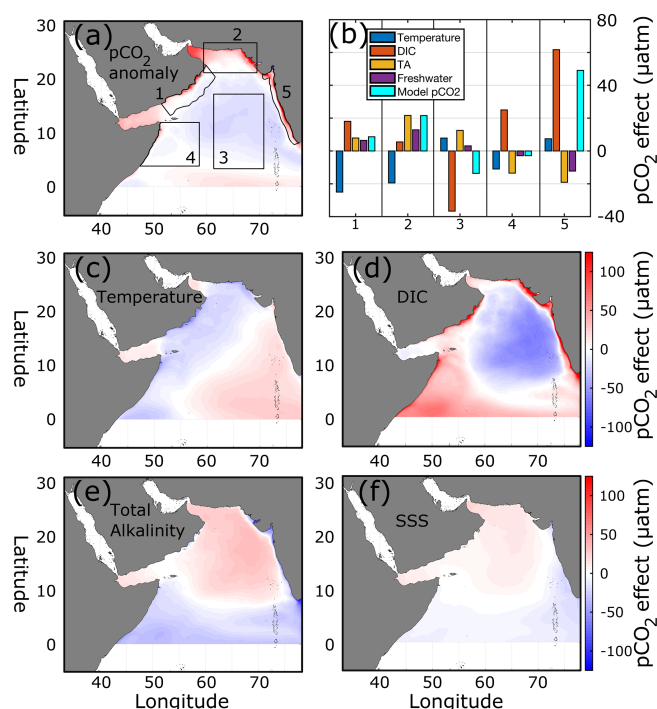 (a) pCO2 anomaly
1
2
3
4
5
Latitude
30
20
10
0
40 50 60 70
(b)
Temperature
DIC
TA
Freshwater
Model pCO2
1 2 3 4 5
80
40
0
-40
pCO2 effect (μatm)
(c)
Temperature
Latitude
30
20
10
0
40 50 60 70
(d)
DIC
30
20
10
0
40 50 60 70
100
50
0
-50
-100
pCO2 effect (μatm)
(e)
Total
Alkalinity
Latitude
30
20
10
0
40 50 60 70
Longitude
(f)
SSS
30
20
10
0
40 50 60 70
Longitude
100
50
0
-50
-100
pCO2 effect (μatm)